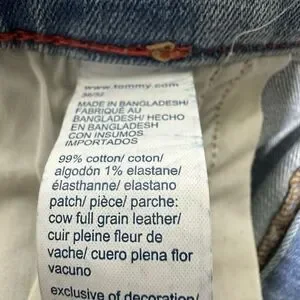 www.tommy.com
36/32
MADE IN BANGLADESH/
FABRIQUÉ AU
BANGLADESH/ HECHO
EN BANGLADESH
CON INSUMOS
IMPORTADOS
99% cotton/ coton/
algodón 1% elastane/
élasthanne/ elastano
patch/ pièce/ parche:
cow full grain leather/
cuir pleine fleur de
vache/ cuero plena flor
vacuno
exclusive of decoration/